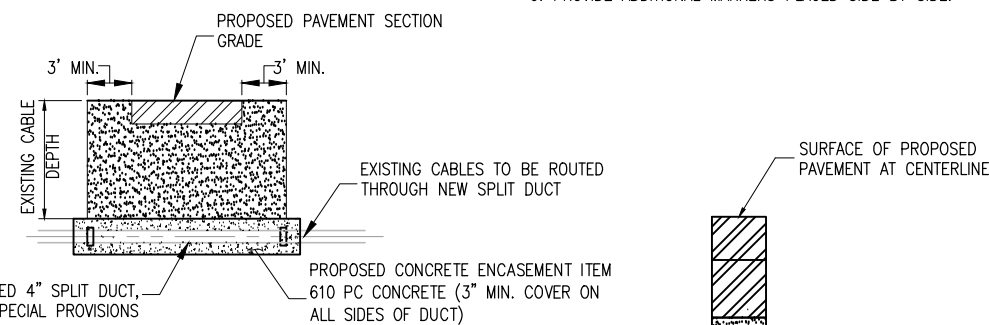 PROPOSED PAVEMENT SECTION
GRADE
3' MIN.
3' MIN.
EXISTING CABLE
DEPTH
EXISTING CABLES TO BE ROUTED
THROUGH NEW SPLIT DUCT
SURFACE OF PROPOSED
PAVEMENT AT CENTERLINE
ED 4" SPLIT DUCT,
PECIAL PROVISIONS
PROPOSED CONCRETE ENCASEMENT ITEM
610 PC CONCRETE (3" MIN. COVER ON
ALL SIDES OF DUCT)